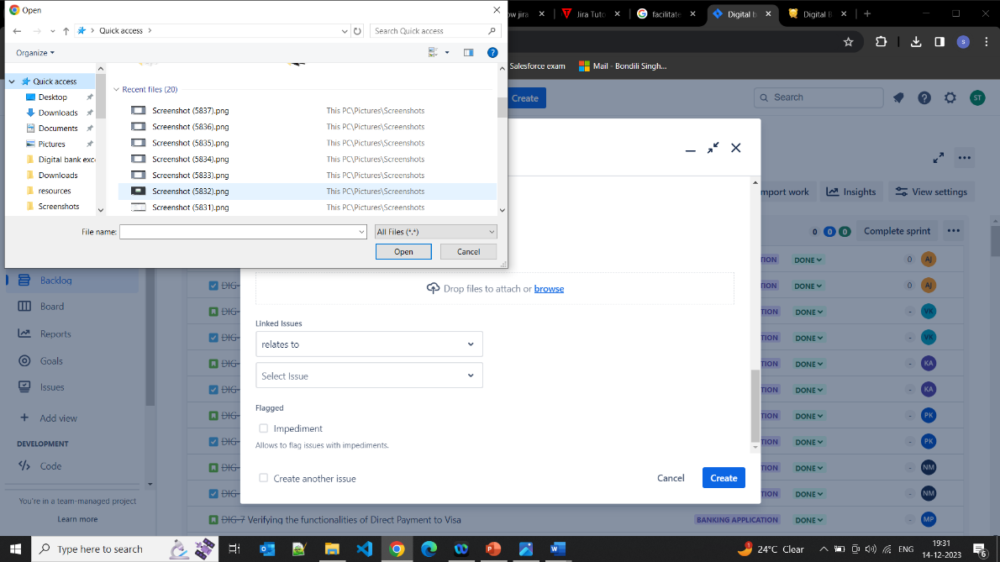 Open
ow jira
Jira Tuto
facilitate
Digital b
Digital B
Quick access
Search Quick access
Organize
Salesforce exam
Mail - Bondili Singh...
S
Quick access
Desktop
Downloads
Documents
Pictures
Digital bank exc
Downloads
resources
Screenshots
Recent files (20)
Screenshot (5837).png This PC\Pictures\Screenshots
Screenshot (5836).png This PC\Pictures\Screenshots
Screenshot (5835).png This PC\Pictures\Screenshots
Screenshot (5834).png This PC\Pictures\Screenshots
Screenshot (5833).png This PC\Pictures\Screenshots
Screenshot (5832).png This PC\Pictures\Screenshots
Screenshot (5831).png This PC\Pictures\Screenshots
File name:
All Files (*.*)
Open
Cancel
Create
Search
ST
mport work
Insights
View settings
0 0 0 Complete sprint
Backlog
Board
Reports
Goals
Issues
Add view
DEVELOPMENT
Code
You're in a team-managed project
Learn more
Drop files to attach or browse
Linked Issues
relates to
Select Issue
Flagged
Impediment
Allows to flag issues with impediments.
Create another issue
Cancel
Create
TION DONE 0 AJ
DIG- TION DONE 0 AJ
DIG- TION DONE - VK
DIG- TION DONE - VK
DIG- TION DONE - KA
DIG- TION DONE - KA
DIG- TION DONE - PK
DIG- TION DONE - PK
DIG- TION DONE - NM
DIG- TION DONE - NM
DIG-7 Verifying the functionalities of Direct Payment to Visa BANKING APPLICATION DONE - MP
Type here to search
24°C Clear
ENG
19:31
14-12-2023
6